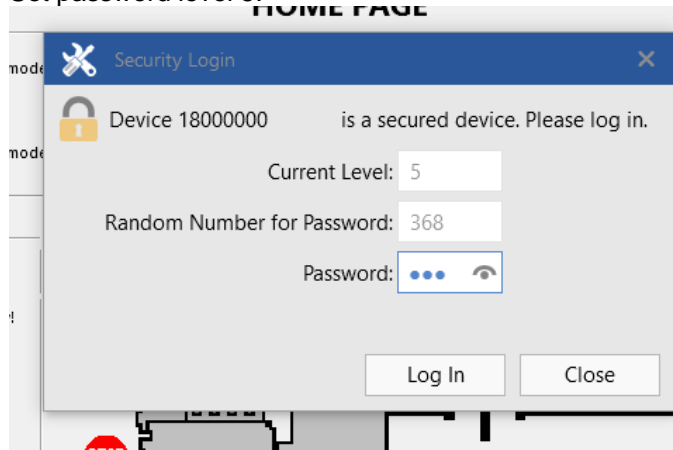 HOME PAGE
mode
Security Login
Device 18000000 is a secured device. Please log in.
mode
Current Level: 5
Random Number for Password: 368
Password:
Log In
Close